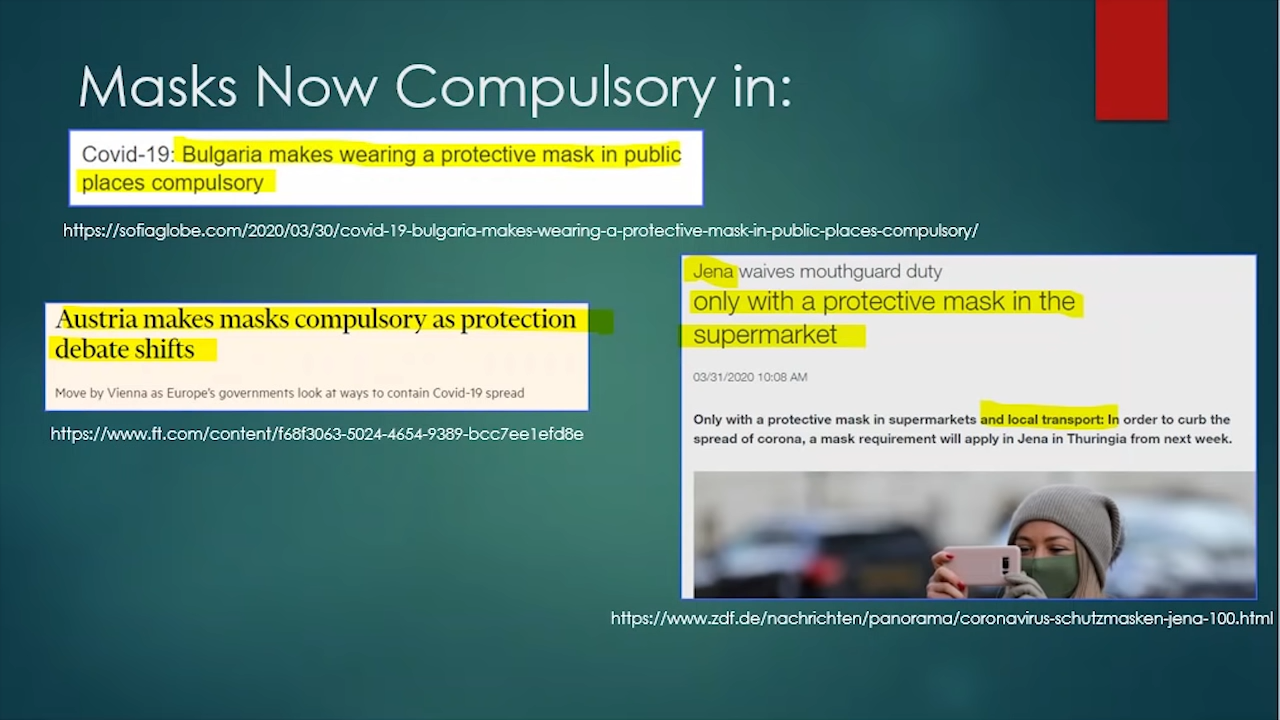 Masks Now Compulsory in:
Covid-19: Bulgaria makes wearing a protective mask in public
places compulsory
https://sofiaglobe.com/2020/03/30/covid-19-bulgaria-makes-wearing-a-protective-mask-in-public-places-compulsory/
Austria makes masks compulsory as protection
debate shifts
Move by Vienna as Europe's governments look at ways to contain Covid-19 spread
https://www.ft.com/content/f68f3063-5024-4654-9389-bcc7ee1efd8e
Jena waives mouthguard duty
only with a protective mask in the
supermarket
03/31/2020 10:08 AM
Only with a protective mask in supermarkets and local transport: In order to curb the
spread of corona, a mask requirement will apply in Jena in Thuringia from next week.
https://www.zdf.de/nachrichten/panorama/coronavirus-schutzmasken-jena-100.html